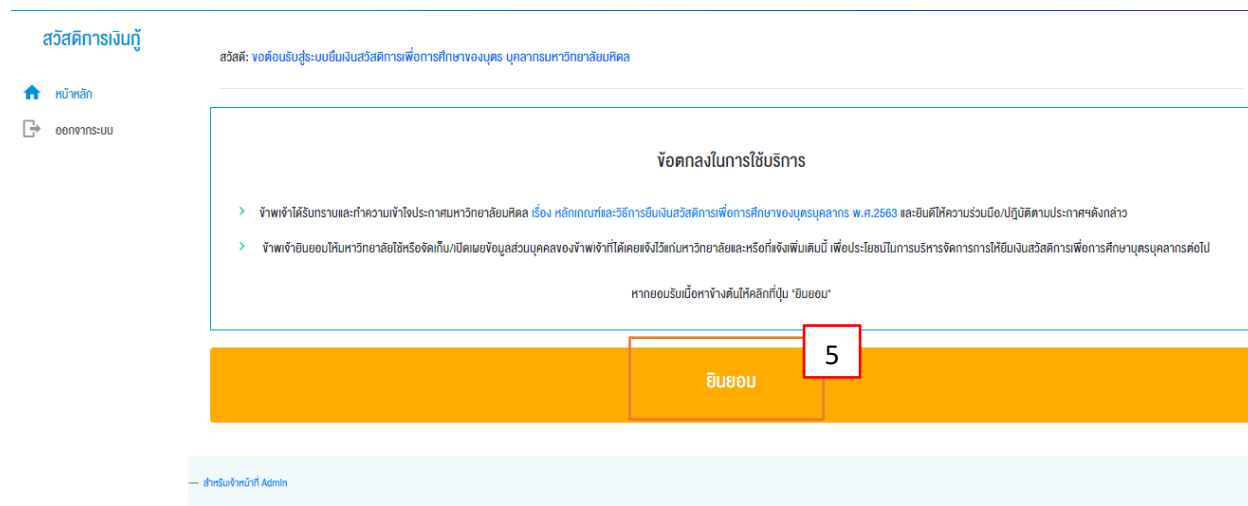 สวัสดิการเงินกู้
หน้าหลัก
ออกจากระบบ
สวัสดี: ขอต้อนรับสู่ระบบยืมเงินสวัสดิการเพื่อการศึกษาของบุตร บุคลากรมหาวิทยาลัยมหิดล
ข้อตกลงในการใช้บริการ
ข้าพเจ้าได้รับทราบและทำความเข้าใจประกาศมหาวิทยาลัยมหิดล เรื่อง หลักเกณฑ์และวิธีการยืมเงินสวัสดิการเพื่อการศึกษาของบุตรบุคลากร พ.ศ.2563 และยินดีให้ความร่วมมือ/ปฎิบัติตามประกาศฯดังกล่าว
ข้าพเจ้ายินยอมให้มหาวิทยาลัยใช้หรือจัดเก็บ/เปิดเผยข้อมูลส่วนบุคคลของข้าพเจ้าที่ได้เคยแจ้งไว้แก่มหาวิทยาลัยและหรือที่แจ้งเพิ่มเติมนี้ เพื่อประโยชน์ในการบริหารจัดการการให้ยืมเงินสวัสดิการเพื่อการศึกษาบุตรบุคลากรต่อไป
หากยอมรับเนื้อหาข้างต้นให้คลิกที่ปุ่ม "ยินยอม"
5
ยินยอม
— สำหรับเจ้าหน้าที่ Admin